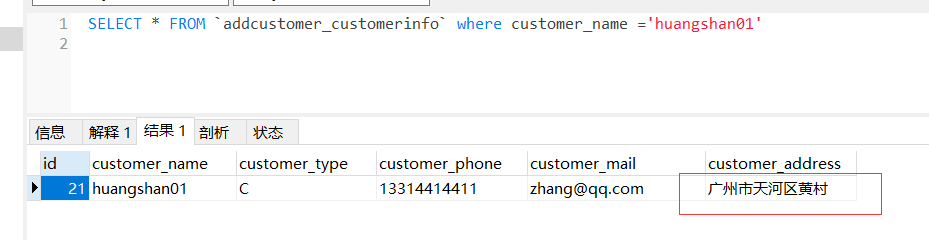 1 SELECT * FROM `addcustomer_customerinfo` where customer_name ='huangshan01'
2
信息 解释 1 结果 1 剖析 状态
id customer_name customer_type customer_phone customer_mail customer_address
21 huangshan01 C 13314414411 zhang@qq.com 广州市天河区黄村